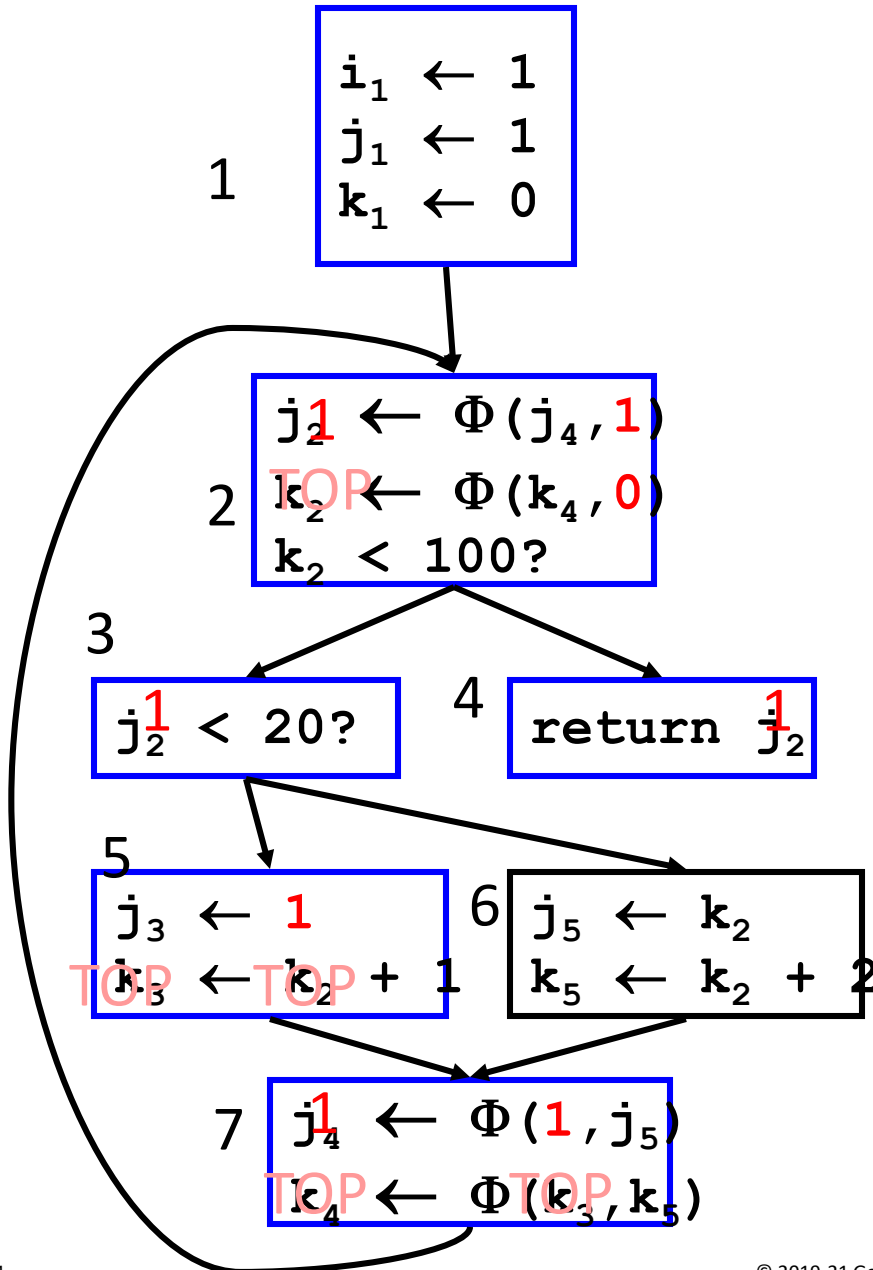 1
i₁ ← 1
j₁ ← 1
k₁ ← 0
2
j₂ 1 ← Φ(j₄,1)
k₂ TOP ← Φ(k₄,0)
k₂ < 100?
3
j₂ 1 < 20?
4
return j₂ 1
5
j₃ ← 1
k₃ TOP ← k₂ TOP + 1
6
j₅ ← k₂
k₅ ← k₂ + 2
7
j₄ 1 ← Φ(1,j₅)
k₄ TOP ← Φ(k₃ TOP,k₅)